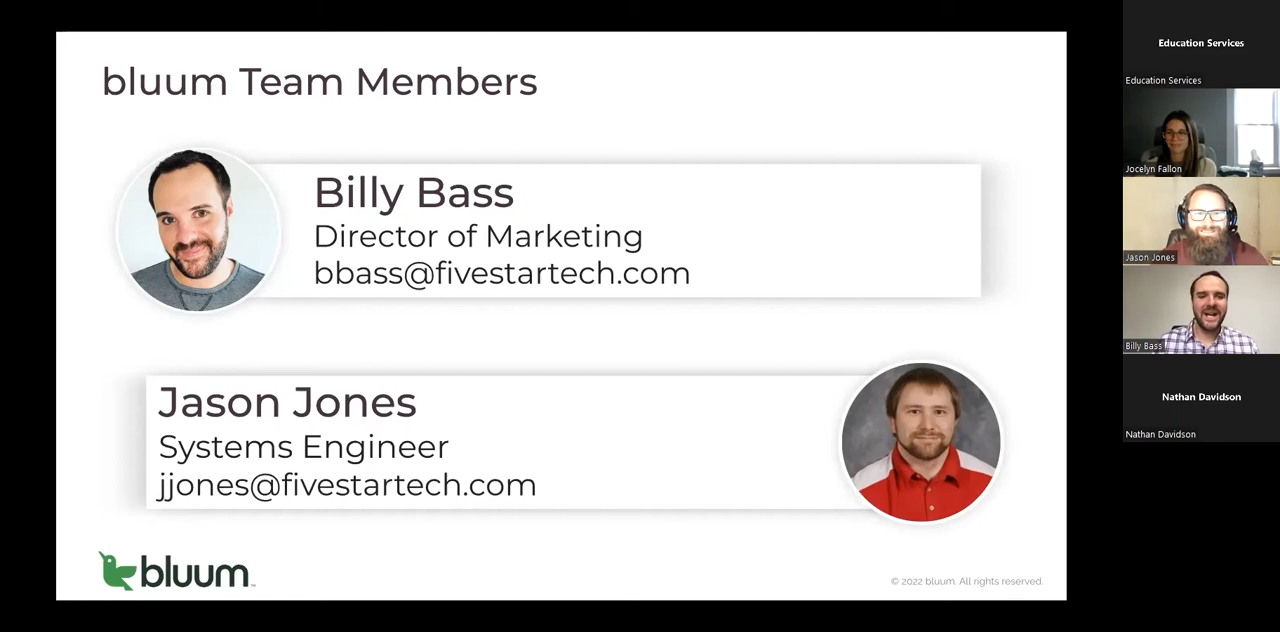 bluum Team Members
Billy Bass
Director of Marketing
bbass@fivestartech.com
Jason Jones
Systems Engineer
jjones@fivestartech.com
bluum
© 2022 bluum. All rights reserved.
Education Services
Education Services
Jocelyn Fallon
Jason Jones
Billy Bass
Nathan Davidson
Nathan Davidson